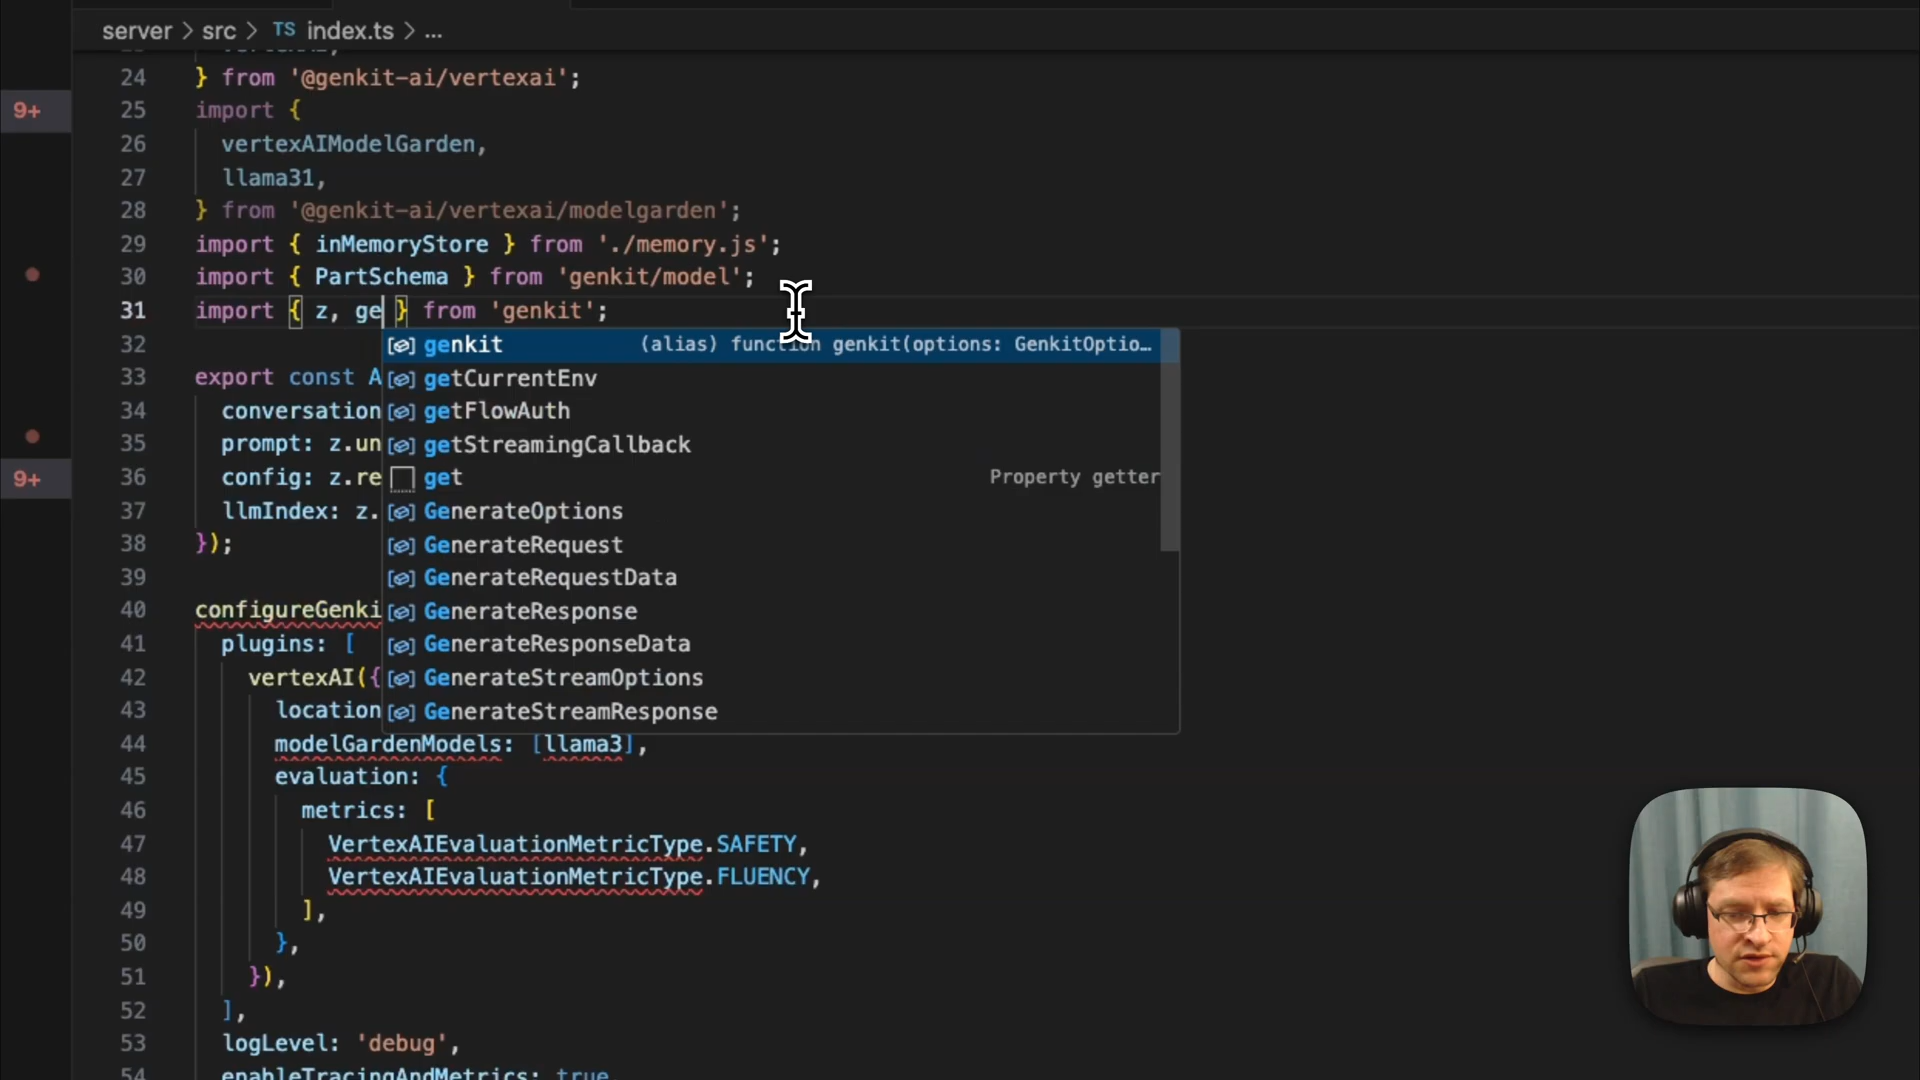 server > src > TS index.ts > ...
24 } from '@genkit-ai/vertexai';
9+
25 import {
26 vertexAIModelGarden,
27 llama31,
28 } from '@genkit-ai/vertexai/modelgarden';
29 import { inMemoryStore } from './memory.js';
30 import { PartSchema } from 'genkit/model';
31 import { z, ge } from 'genkit';
32 genkit (alias) function genkit(options: GenkitOptio…
33 export const A getCurrentEnv
34 conversation getFlowAuth
35 prompt: z.un getStreamingCallback
9+
36 config: z.re get Property getter
37 llmIndex: z. GenerateOptions
38 }); GenerateRequest
39 GenerateRequestData
40 configureGenki GenerateResponse
41 plugins: [ GenerateResponseData
42 vertexAI({ GenerateStreamOptions
43 location GenerateStreamResponse
44 modelGardenModels: [llama3],
45 evaluation: {
46 metrics: [
47 VertexAIEvaluationMetricType.SAFETY,
48 VertexAIEvaluationMetricType.FLUENCY,
49 ],
50 },
51 }),
52 ],
53 logLevel: 'debug',
54 enableTracingAndMetrics: true